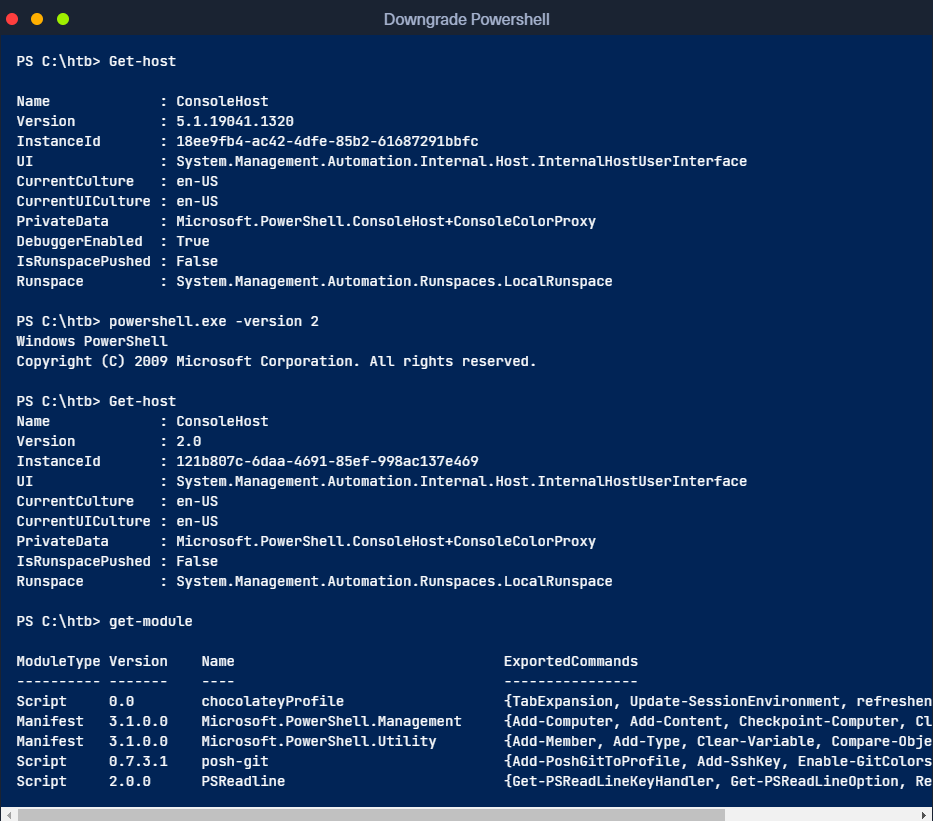 Downgrade Powershell
PS C:\htb> Get-host
Name             : ConsoleHost
Version          : 5.1.19041.1320
InstanceId       : 18ee9fb4-ac42-4dfe-85b2-61687291bbfc
UI               : System.Management.Automation.Internal.Host.InternalHostUserInterface
CurrentCulture   : en-US
CurrentUICulture : en-US
PrivateData      : Microsoft.PowerShell.ConsoleHost+ConsoleColorProxy
DebuggerEnabled  : True
IsRunspacePushed : False
Runspace         : System.Management.Automation.Runspaces.LocalRunspace
PS C:\htb> powershell.exe -version 2
Windows PowerShell
Copyright (C) 2009 Microsoft Corporation. All rights reserved.
PS C:\htb> Get-host
Name             : ConsoleHost
Version          : 2.0
InstanceId       : 121b807c-6daa-4691-85ef-998ac137e469
UI               : System.Management.Automation.Internal.Host.InternalHostUserInterface
CurrentCulture   : en-US
CurrentUICulture : en-US
PrivateData      : Microsoft.PowerShell.ConsoleHost+ConsoleColorProxy
IsRunspacePushed : False
Runspace         : System.Management.Automation.Runspaces.LocalRunspace
PS C:\htb> get-module
ModuleType Version    Name                                ExportedCommands
---------- -------    ----                                ----------------
Script     0.0        chocolateyProfile                   {TabExpansion, Update-SessionEnvironment, refreshen
Manifest   3.1.0.0    Microsoft.PowerShell.Management     {Add-Computer, Add-Content, Checkpoint-Computer, Cl
Manifest   3.1.0.0    Microsoft.PowerShell.Utility        {Add-Member, Add-Type, Clear-Variable, Compare-Obje
Script     0.7.3.1    posh-git                            {Add-PoshGitToProfile, Add-SshKey, Enable-GitColors
Script     2.0.0      PSReadline                          {Get-PSReadLineKeyHandler, Get-PSReadLineOption, Re